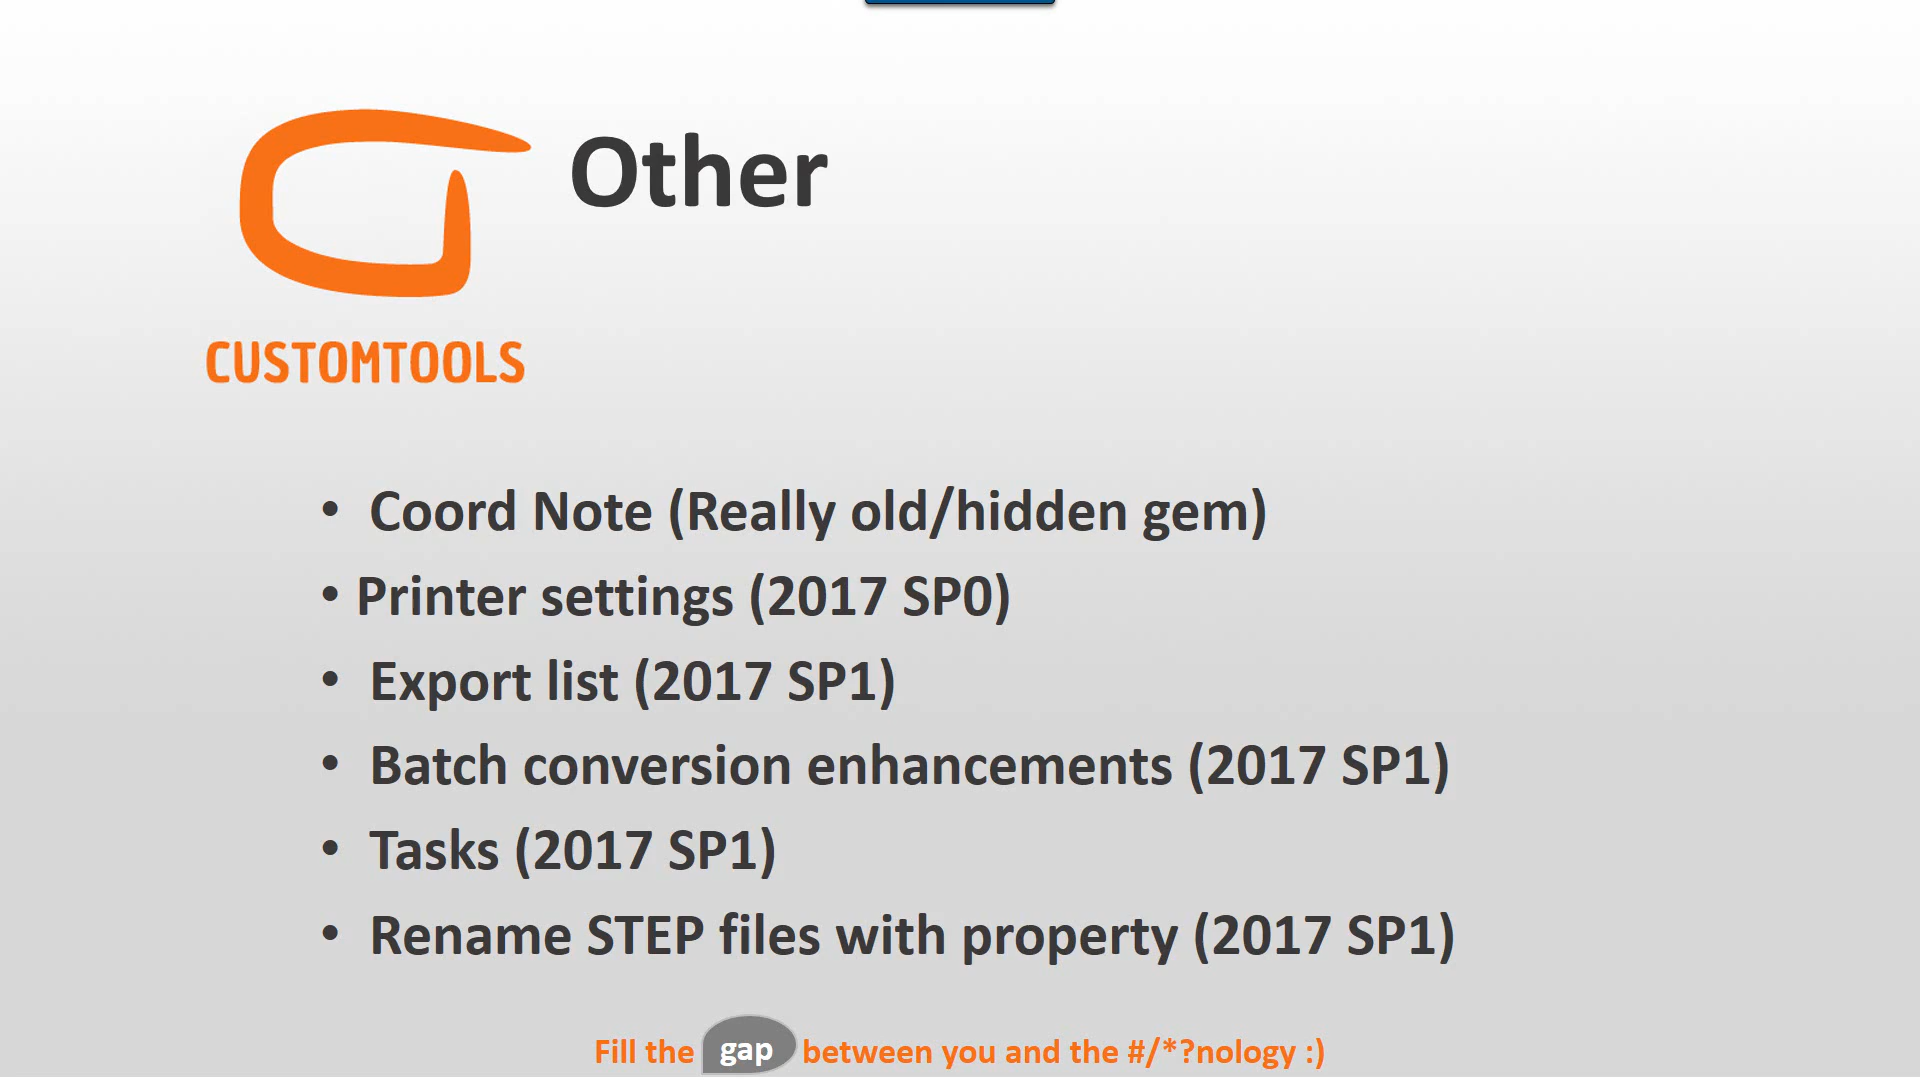 Other
CUSTOMTOOLS
• Coord Note (Really old/hidden gem)
• Printer settings (2017 SP0)
• Export list (2017 SP1)
• Batch conversion enhancements (2017 SP1)
• Tasks (2017 SP1)
• Rename STEP files with property (2017 SP1)
Fill the gap between you and the #/*?nology :)